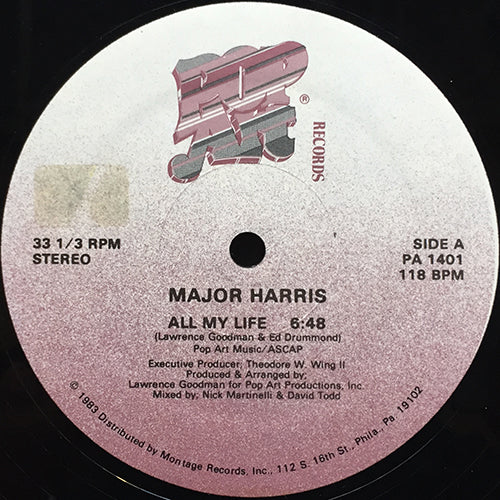 POP ART
®
RECORDS
33 1/3 RPM
STEREO
SIDE A
PA 1401
118 BPM
MAJOR HARRIS
ALL MY LIFE 6:48
(Lawrence Goodman & Ed Drummond)
Pop Art Music/ASCAP
Executive Producer, Theodore W. Wing II
Produced & Arranged by:
Lawrence Goodman for Pop Art Productions, Inc.
Mixed by, Nick Martinelli & David Todd
© 1983 Distributed by Montage Records, Inc., 112 S. 16th St., Phila., Pa. 19102